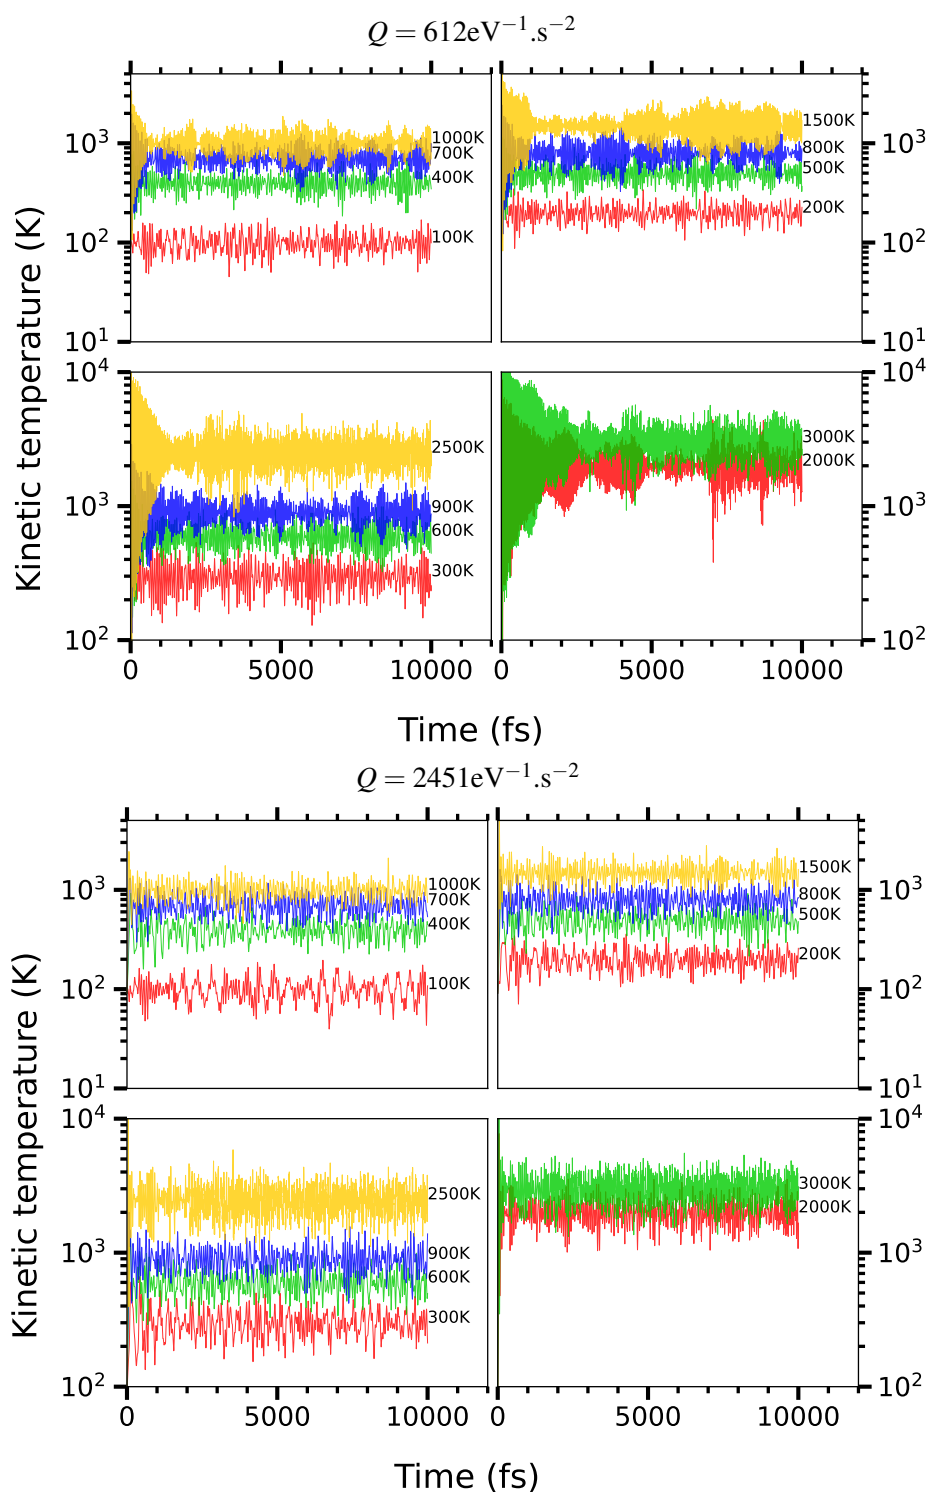 Q = 612eV⁻¹.s⁻²
10³ 1000K 700K 400K 1500K 800K 500K 10³
10² 100K 200K 10²
10¹ 10¹
Kinetic temperature (K)
10⁴ 10⁴
2500K 3000K 2000K
10³ 900K 600K 10³
300K
10² 10²
0 5000 10000 0 5000 10000
Time (fs)
Q = 2451eV⁻¹.s⁻²
10³ 1000K 700K 400K 1500K 800K 500K 10³
10² 100K 200K 10²
10¹ 10¹
Kinetic temperature (K)
10⁴ 10⁴
2500K 3000K 2000K
10³ 900K 600K 10³
300K
10² 10²
0 5000 10000 0 5000 10000
Time (fs)